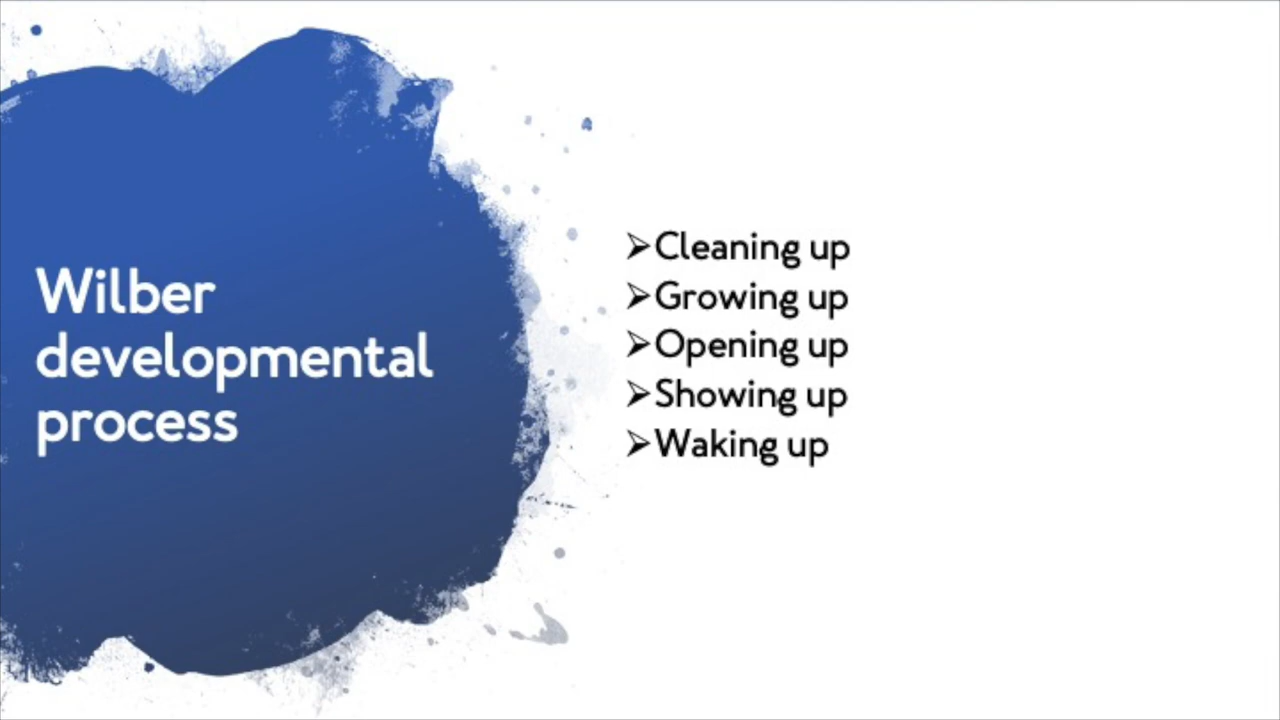 Wilber
developmental
process
➢Cleaning up
➢Growing up
➢Opening up
➢Showing up
➢Waking up